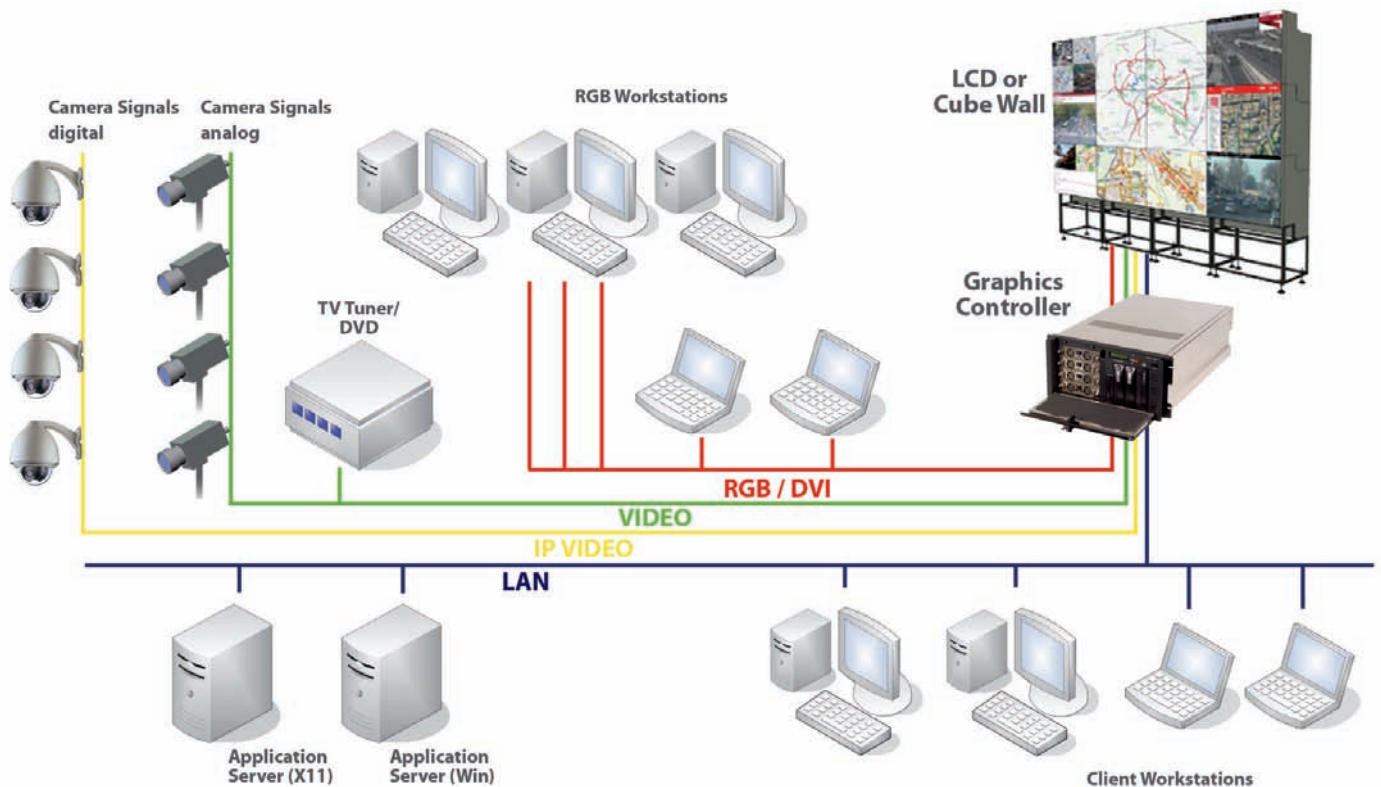 Camera Signals
digital
Camera Signals
analog
RGB Workstations
LCD or
Cube Wall
TV Tuner/
DVD
Graphics
Controller
RGB / DVI
VIDEO
IP VIDEO
LAN
Application
Server (X11)
Application
Server (Win)
Client Workstations